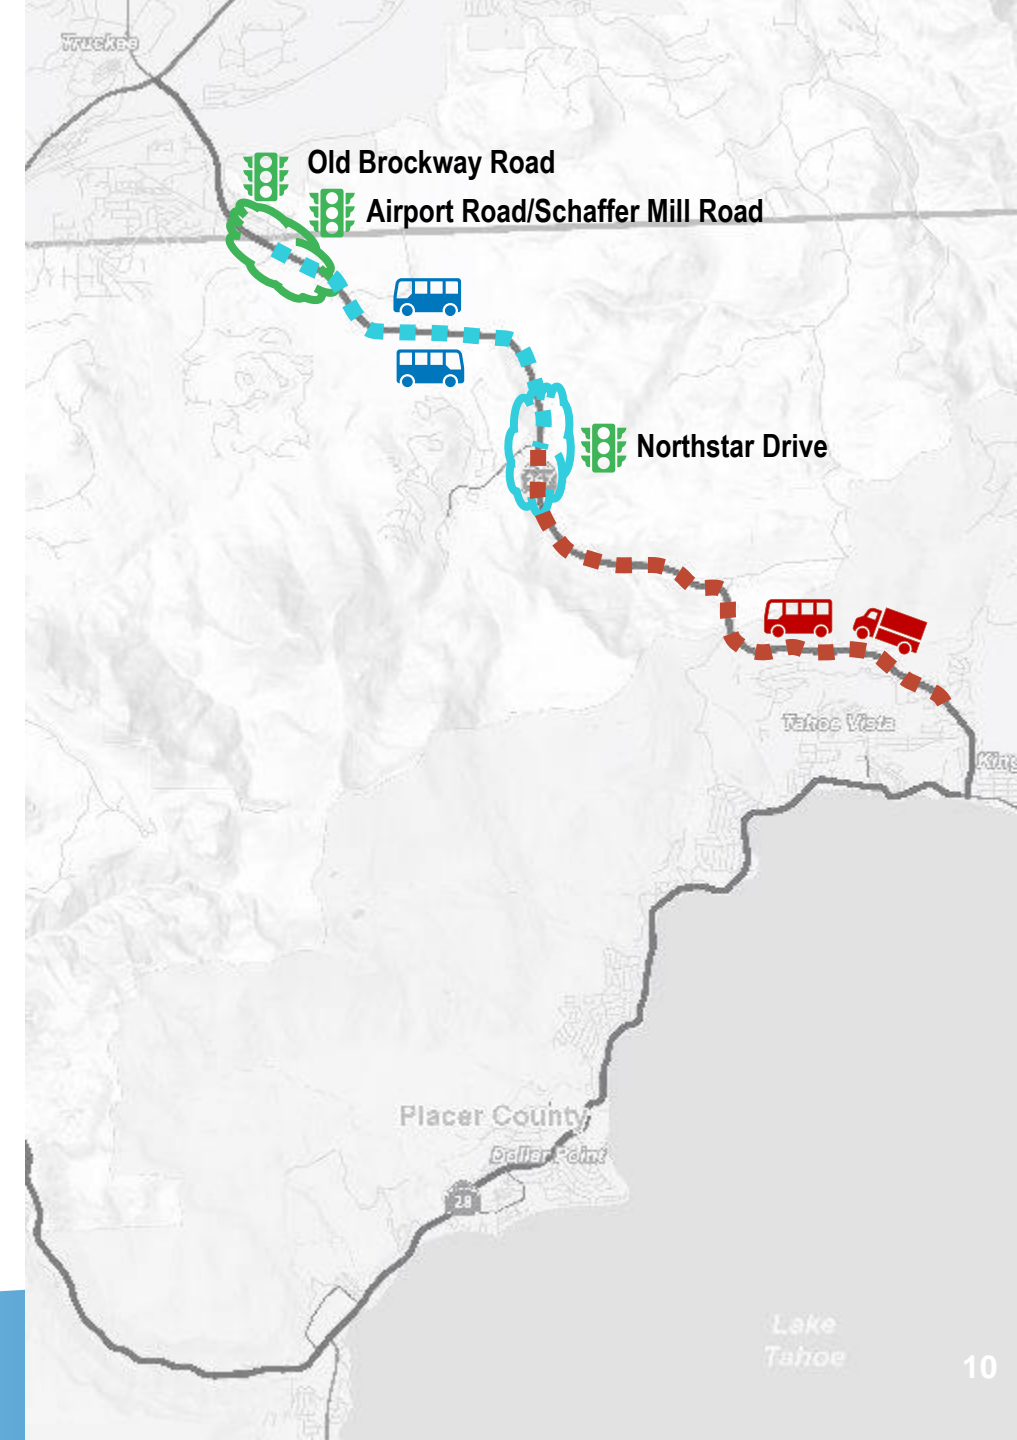 Truckee
Old Brockway Road
Airport Road/Schaffer Mill Road
Northstar Drive
267
Tahoe Vista
Kings
Placer County
Dollar Point
28
Lake
Tahoe
10